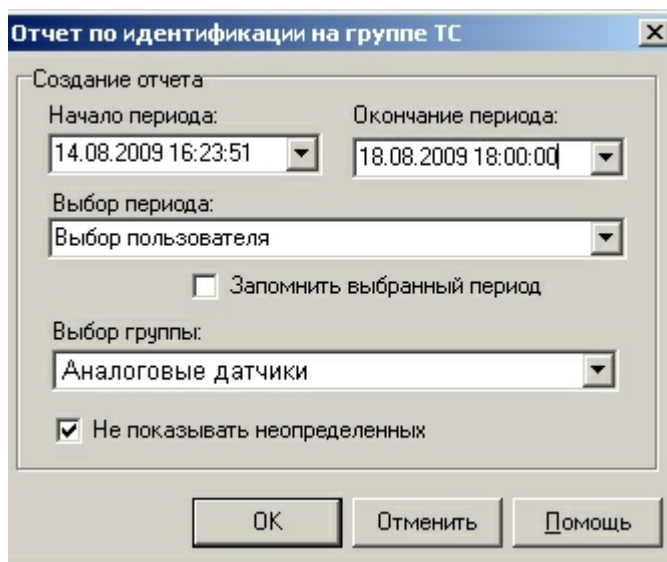 Отчет по идентификации на группе ТС
Создание отчета
Начало периода: Окончание периода:
14.08.2009 16:23:51 18.08.2009 18:00:00
Выбор периода:
Выбор пользователя
Запомнить выбранный период
Выбор группы:
Аналоговые датчики
Не показывать неопределенных
OK Отменить Помощь